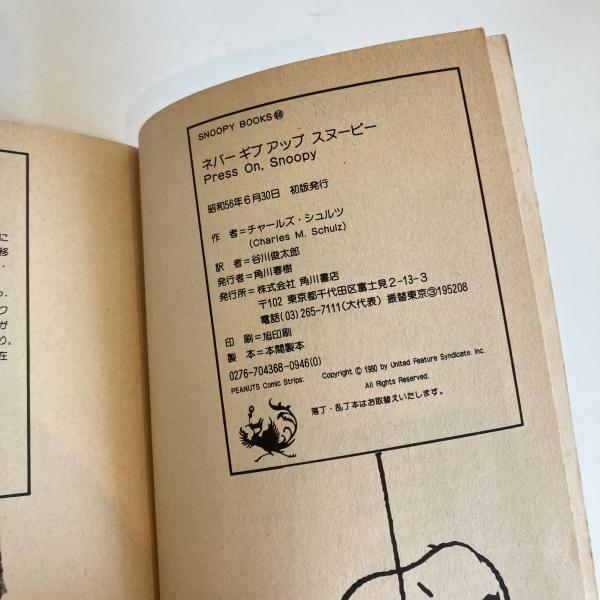 SNOOPY BOOKS
ネバー ギブ アップ スヌーピー
Press On, Snoopy
昭和56年6月30日 初版発行
作 者=チャールズ・シュルツ
(Charles M. Schulz)
訳 者=谷川俊太郎
発行者=角川春樹
発行所=株式会社 角川書店
〒102 東京都千代田区富士見2-13-3
電話(03)265-7111(大代表) 振替東京③195208
印 刷=旭印刷
製 本=本間製本
0276-704368-0946(0)
PEANUTS Comic Strips: Copyright © 1980 by United Feature Syndicate. Inc.
All Rights Reserved.
落丁・乱丁本はお取替えいたします。
に
移
ク
が
り,
在